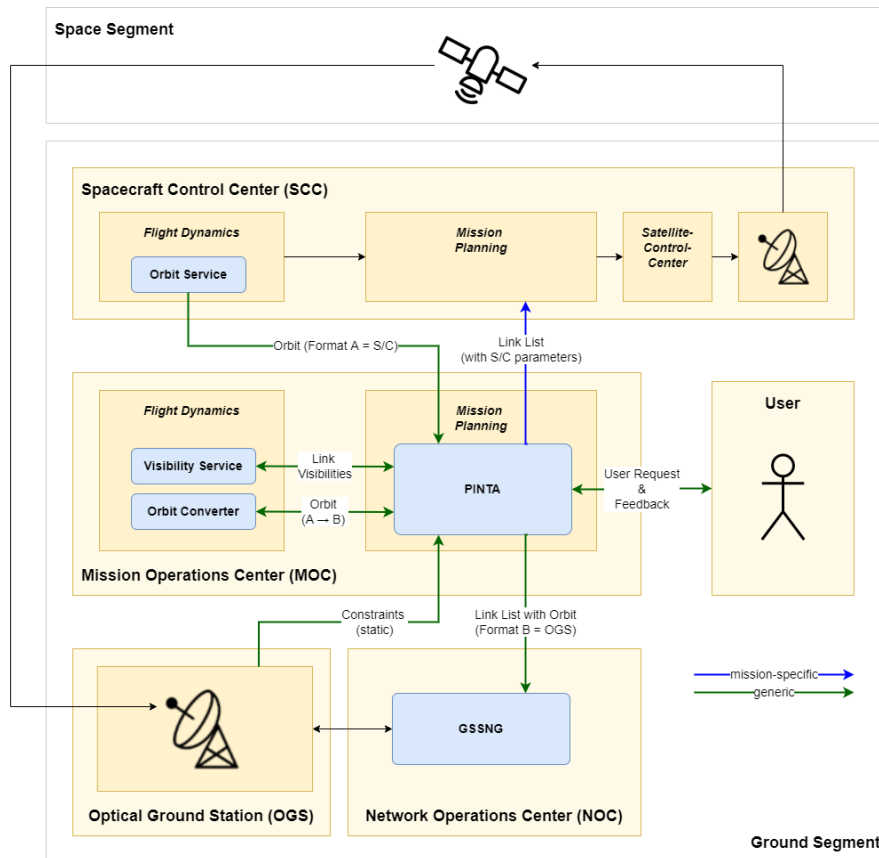 Space Segment
Spacecraft Control Center (SCC)
Flight Dynamics
Orbit Service
Mission
Planning
Satellite-
Control-
Center
Orbit (Format A = S/C)
Link List
(with S/C parameters)
Flight Dynamics
Visibility Service
Orbit Converter
Link
Visibilities
Orbit
(A → B)
Mission
Planning
PINTA
User Request
&
Feedback
User
Mission Operations Center (MOC)
Constraints
(static)
Link List with Orbit
(Format B = OGS)
mission-specific
generic
GSSNG
Optical Ground Station (OGS)
Network Operations Center (NOC)
Ground Segment